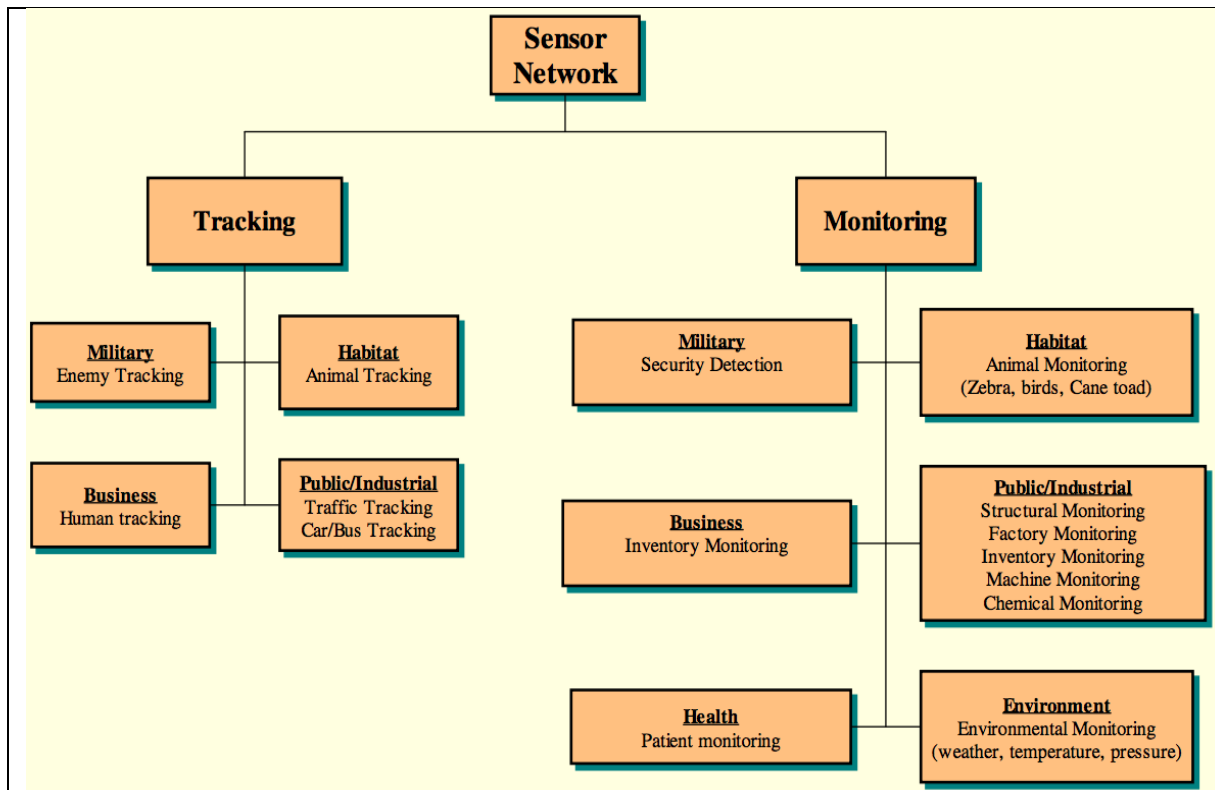 Sensor
Network
Tracking
Monitoring
Military
Enemy Tracking
Habitat
Animal Tracking
Business
Human tracking
Public/Industrial
Traffic Tracking
Car/Bus Tracking
Military
Security Detection
Habitat
Animal Monitoring
(Zebra, birds, Cane toad)
Business
Inventory Monitoring
Public/Industrial
Structural Monitoring
Factory Monitoring
Inventory Monitoring
Machine Monitoring
Chemical Monitoring
Health
Patient monitoring
Environment
Environmental Monitoring
(weather, temperature, pressure)